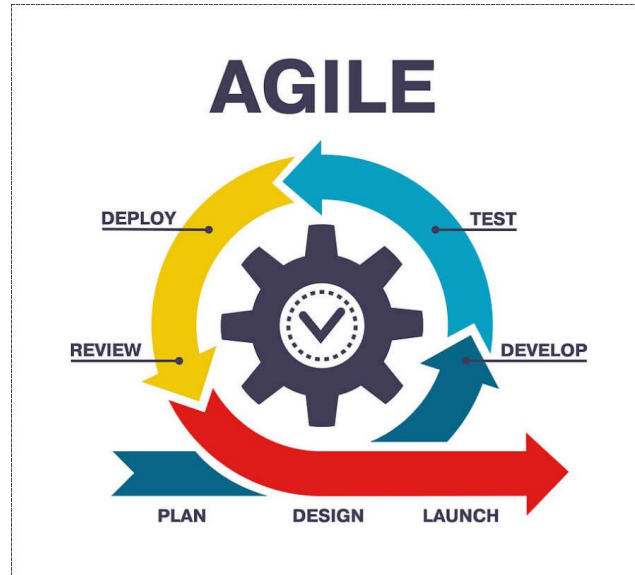 AGILE
DEPLOY
TEST
REVIEW
DEVELOP
PLAN
DESIGN
LAUNCH